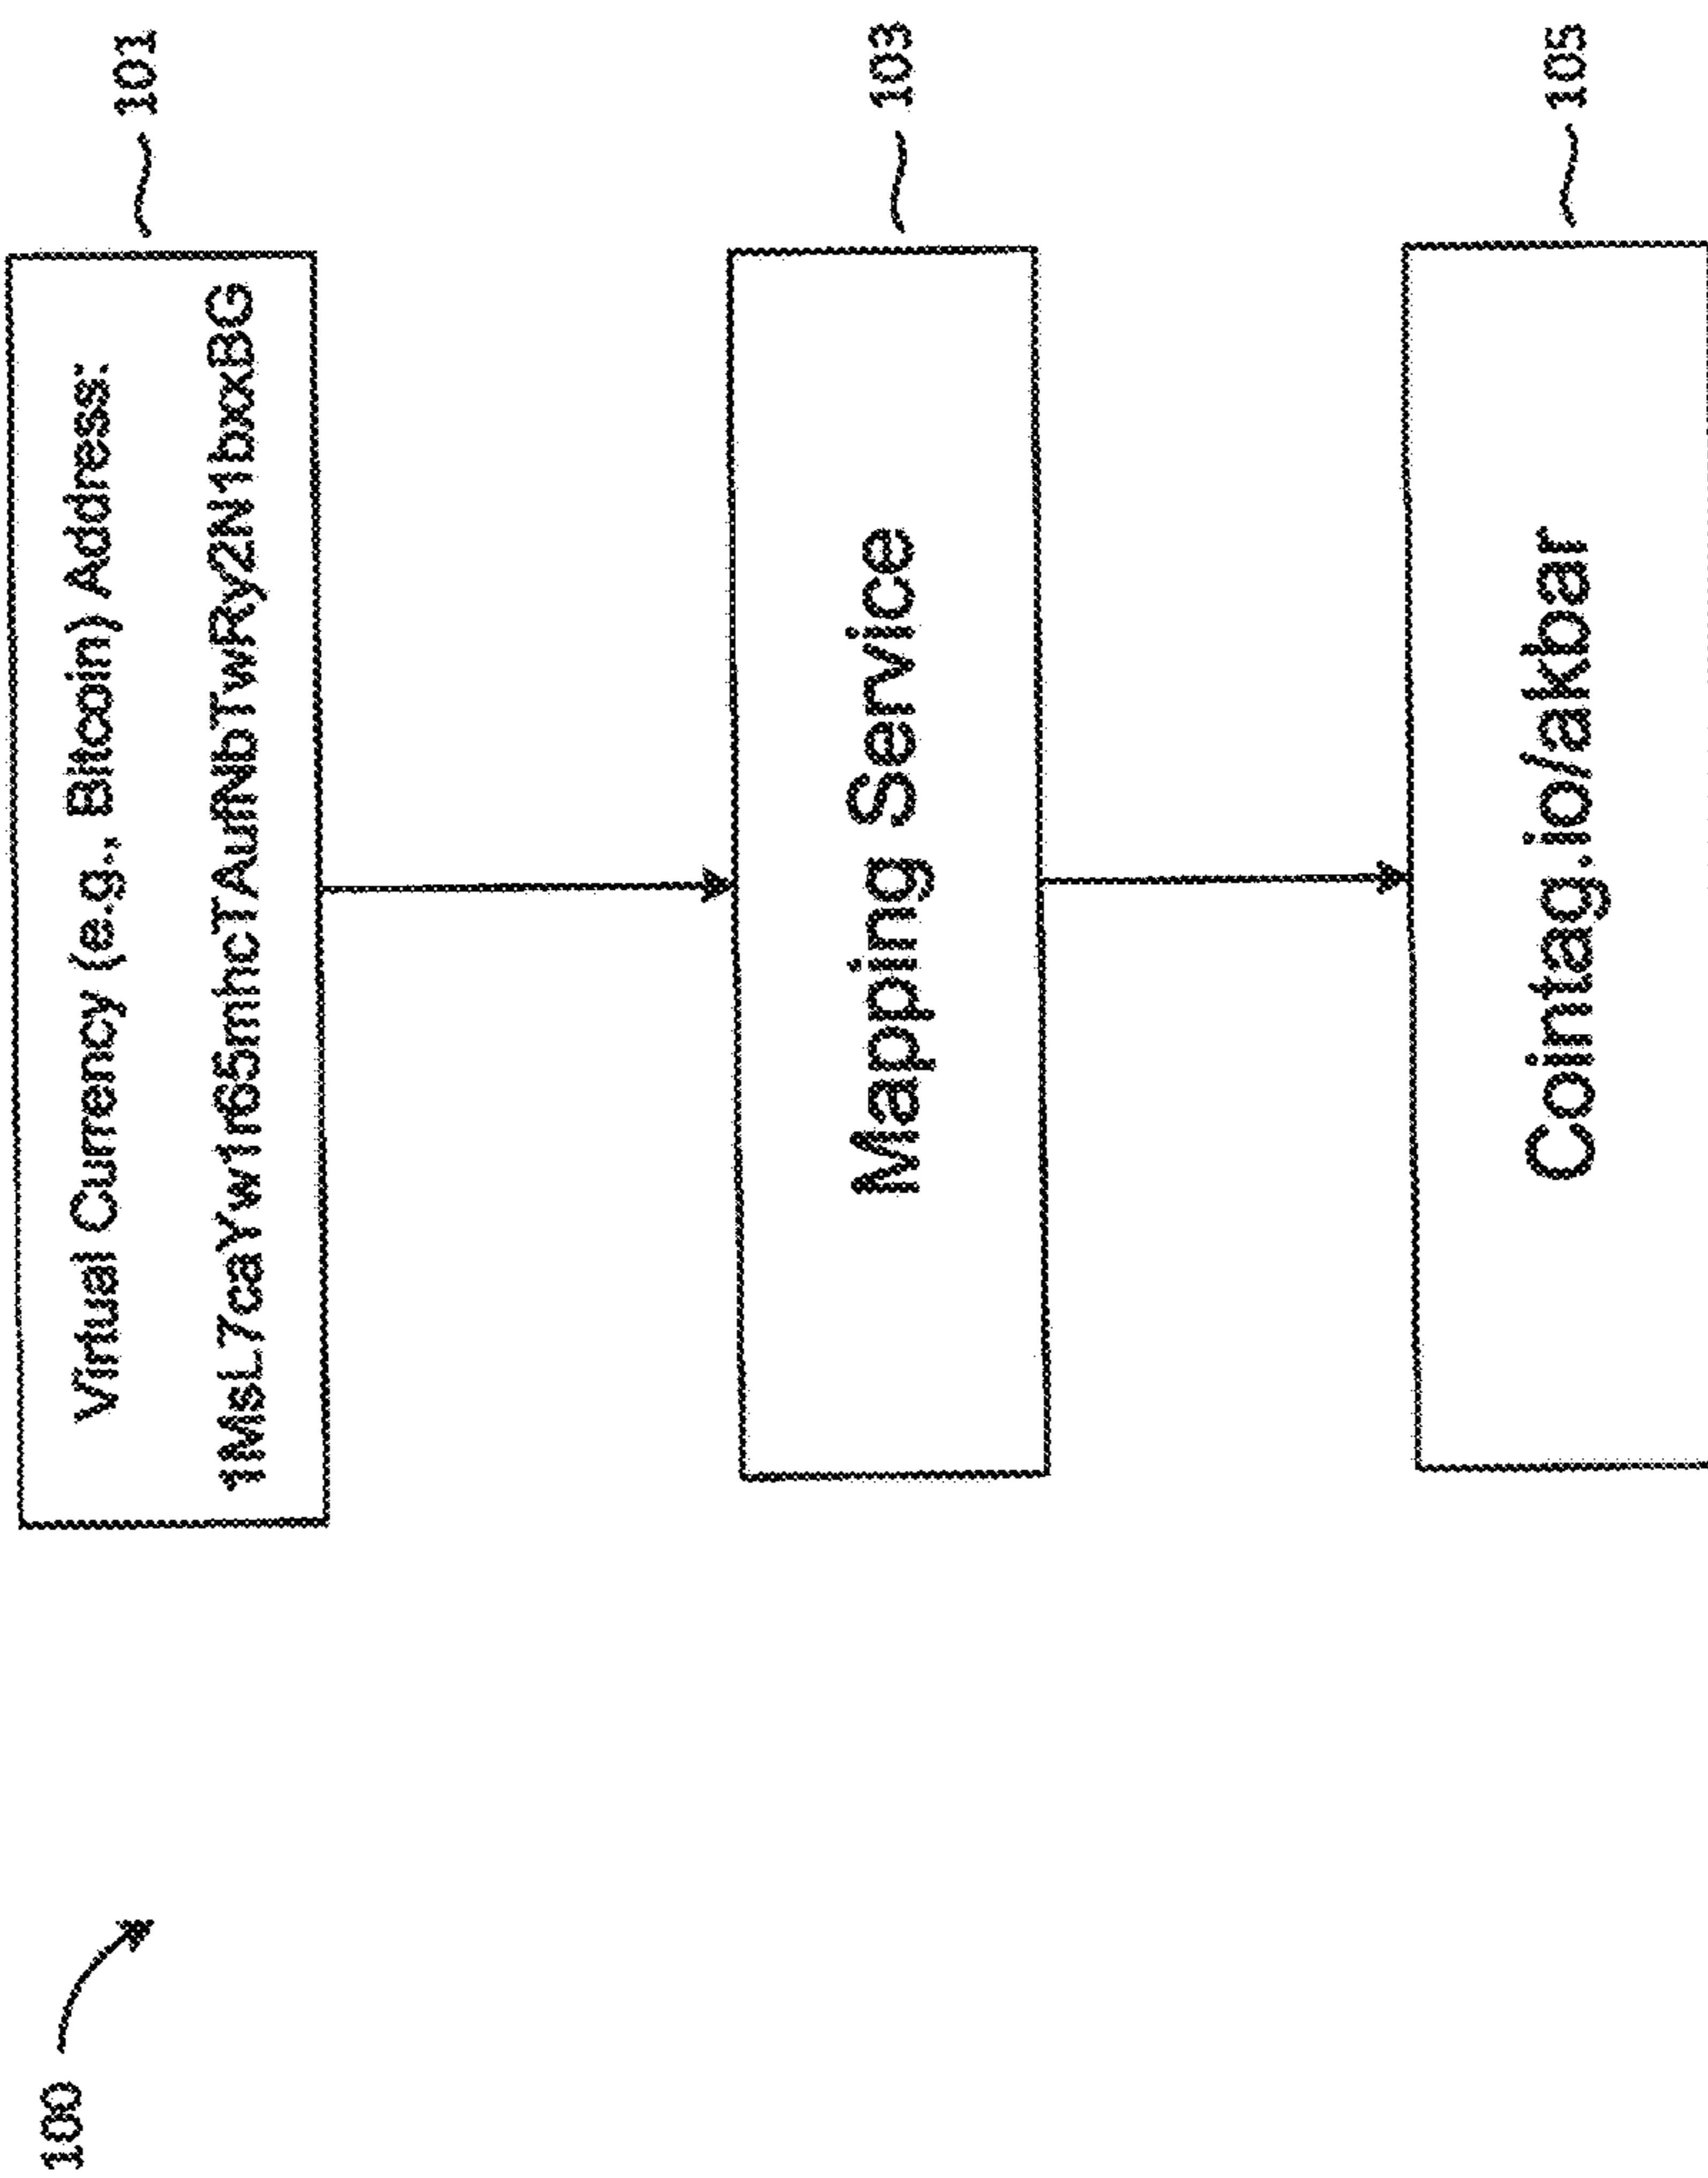 100
Virtual Currency (e.g., Bitcoin) Address:
1MsL7caYw1r65mhcTAufNbTwRy2N1bxxBG
101
Mapping Service
103
Cointag.io/akbar
105